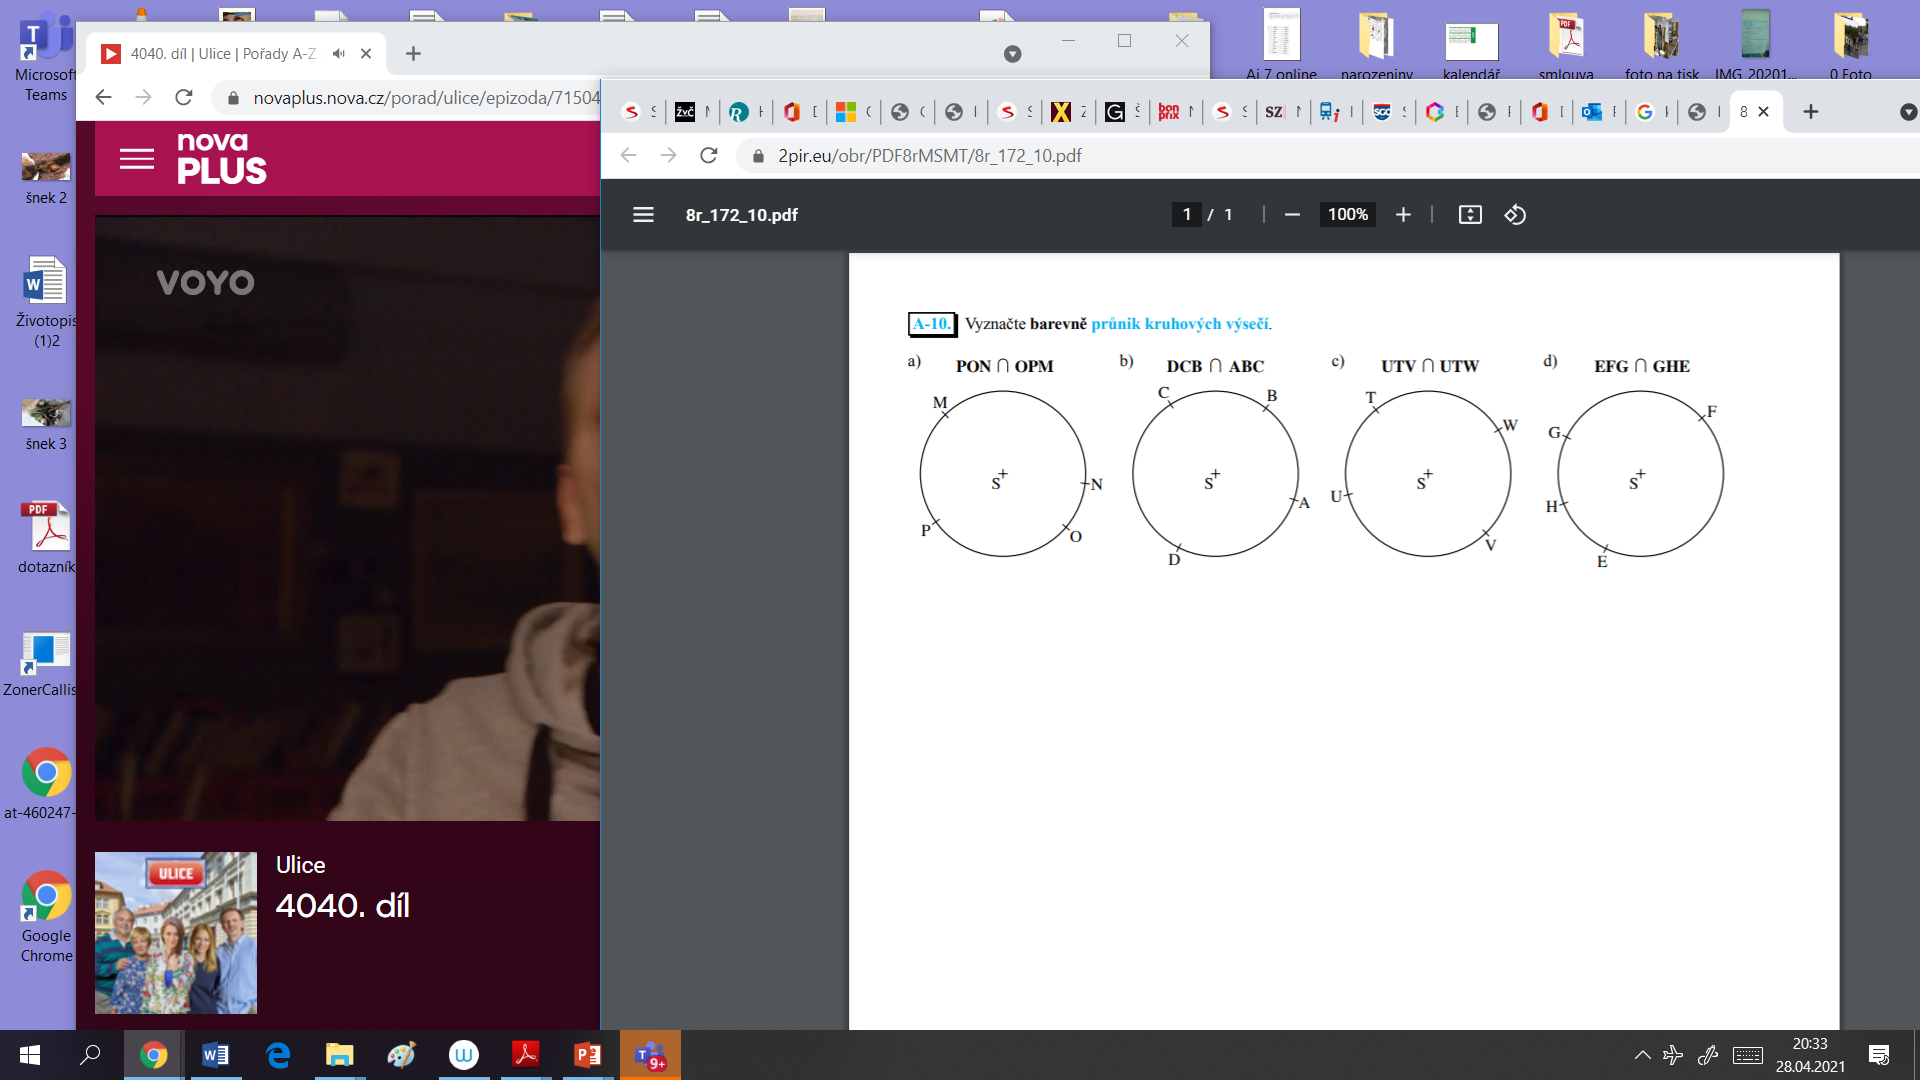 Microsoft Teams
šnek 2
Životopis (1)2
šnek 3
dotazník
ZonerCallis
at-460247-
Google Chrome
4040. díl | Ulice | Pořady A-Z
novaplus.nova.cz/porad/ulice/epizoda/71504
nova
PLUS
VOYO
ULICE
Ulice
4040. díl
Aj 7 online
narozeniny
kalendář
smlouva
foto na tisk
IMG_20201...
0 Foto
8
2pir.eu/obr/PDF8rMSMT/8r_172_10.pdf
8r_172_10.pdf
1 / 1
100%
A-10. Vyznačte barevně průnik kruhových výsečí.
a) PON ∩ OPM
b) DCB ∩ ABC
c) UTV ∩ UTW
d) EFG ∩ GHE
M
N
O
P
S
C
B
A
D
S
T
W
U
V
S
G
F
H
E
S
9+
20:33
28.04.2021